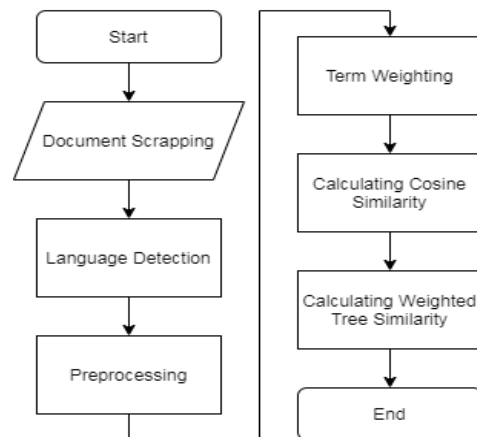 Start
Document Scrapping
Language Detection
Preprocessing
Term Weighting
Calculating Cosine
Similarity
Calculating Weighted
Tree Similarity
End